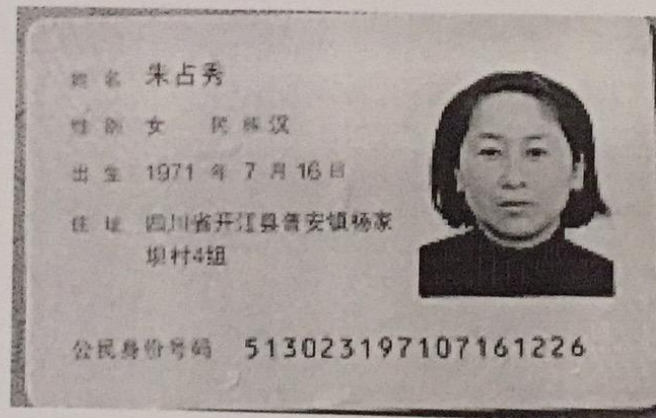 姓名 朱占秀
性别 女 民族 汉
出生 1971 年 7 月 16 日
住址 四川省开江县普安镇杨家
坝村4组
公民身份号码 513023197107161226